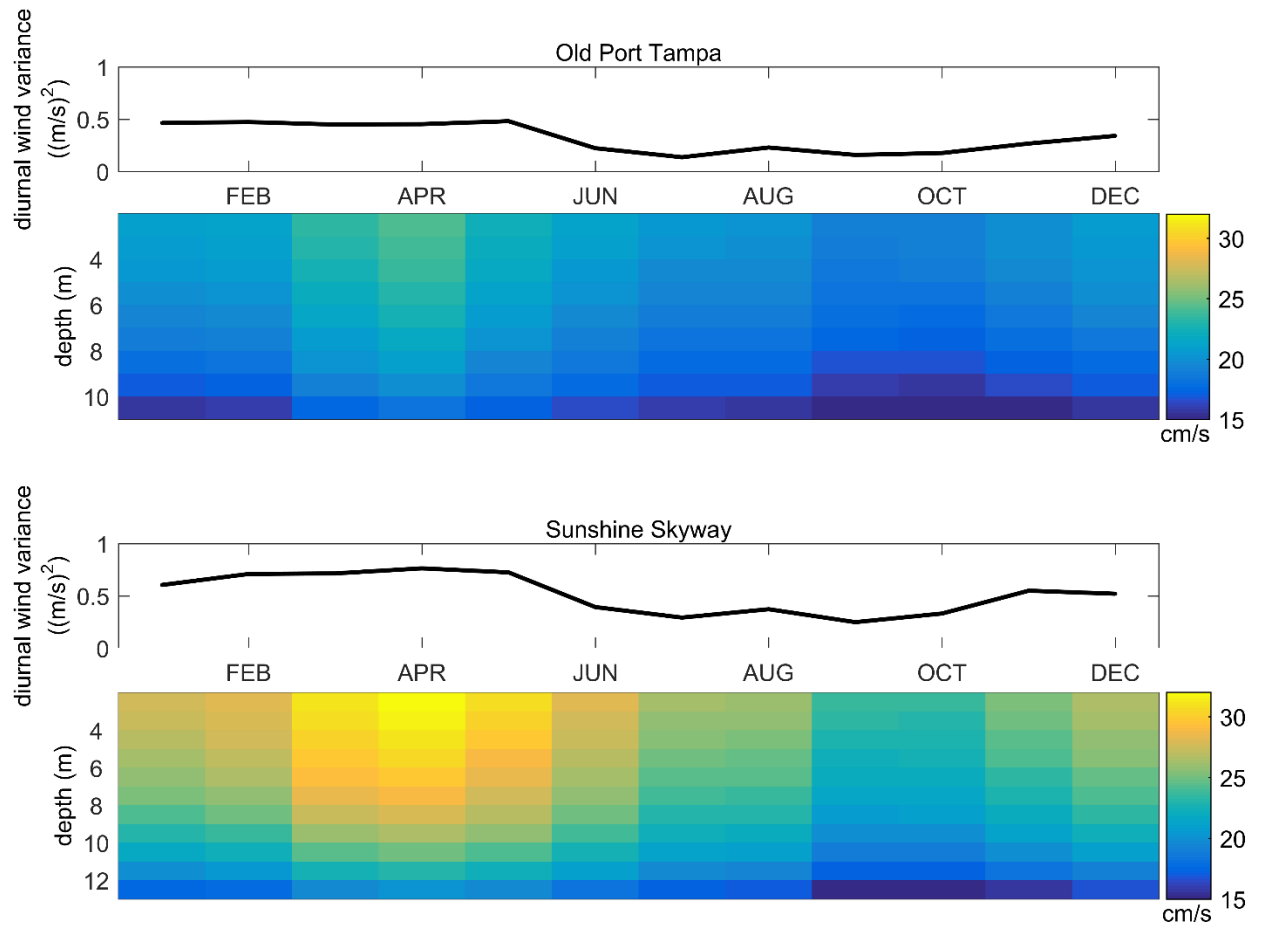 Old Port Tampa
diurnal wind variance
((m/s)²)
1
0.5
0
FEB APR JUN AUG OCT DEC
depth (m)
4
6
8
10
30
25
20
15
cm/s
Sunshine Skyway
diurnal wind variance
((m/s)²)
1
0.5
0
FEB APR JUN AUG OCT DEC
depth (m)
4
6
8
10
12
30
25
20
15
cm/s